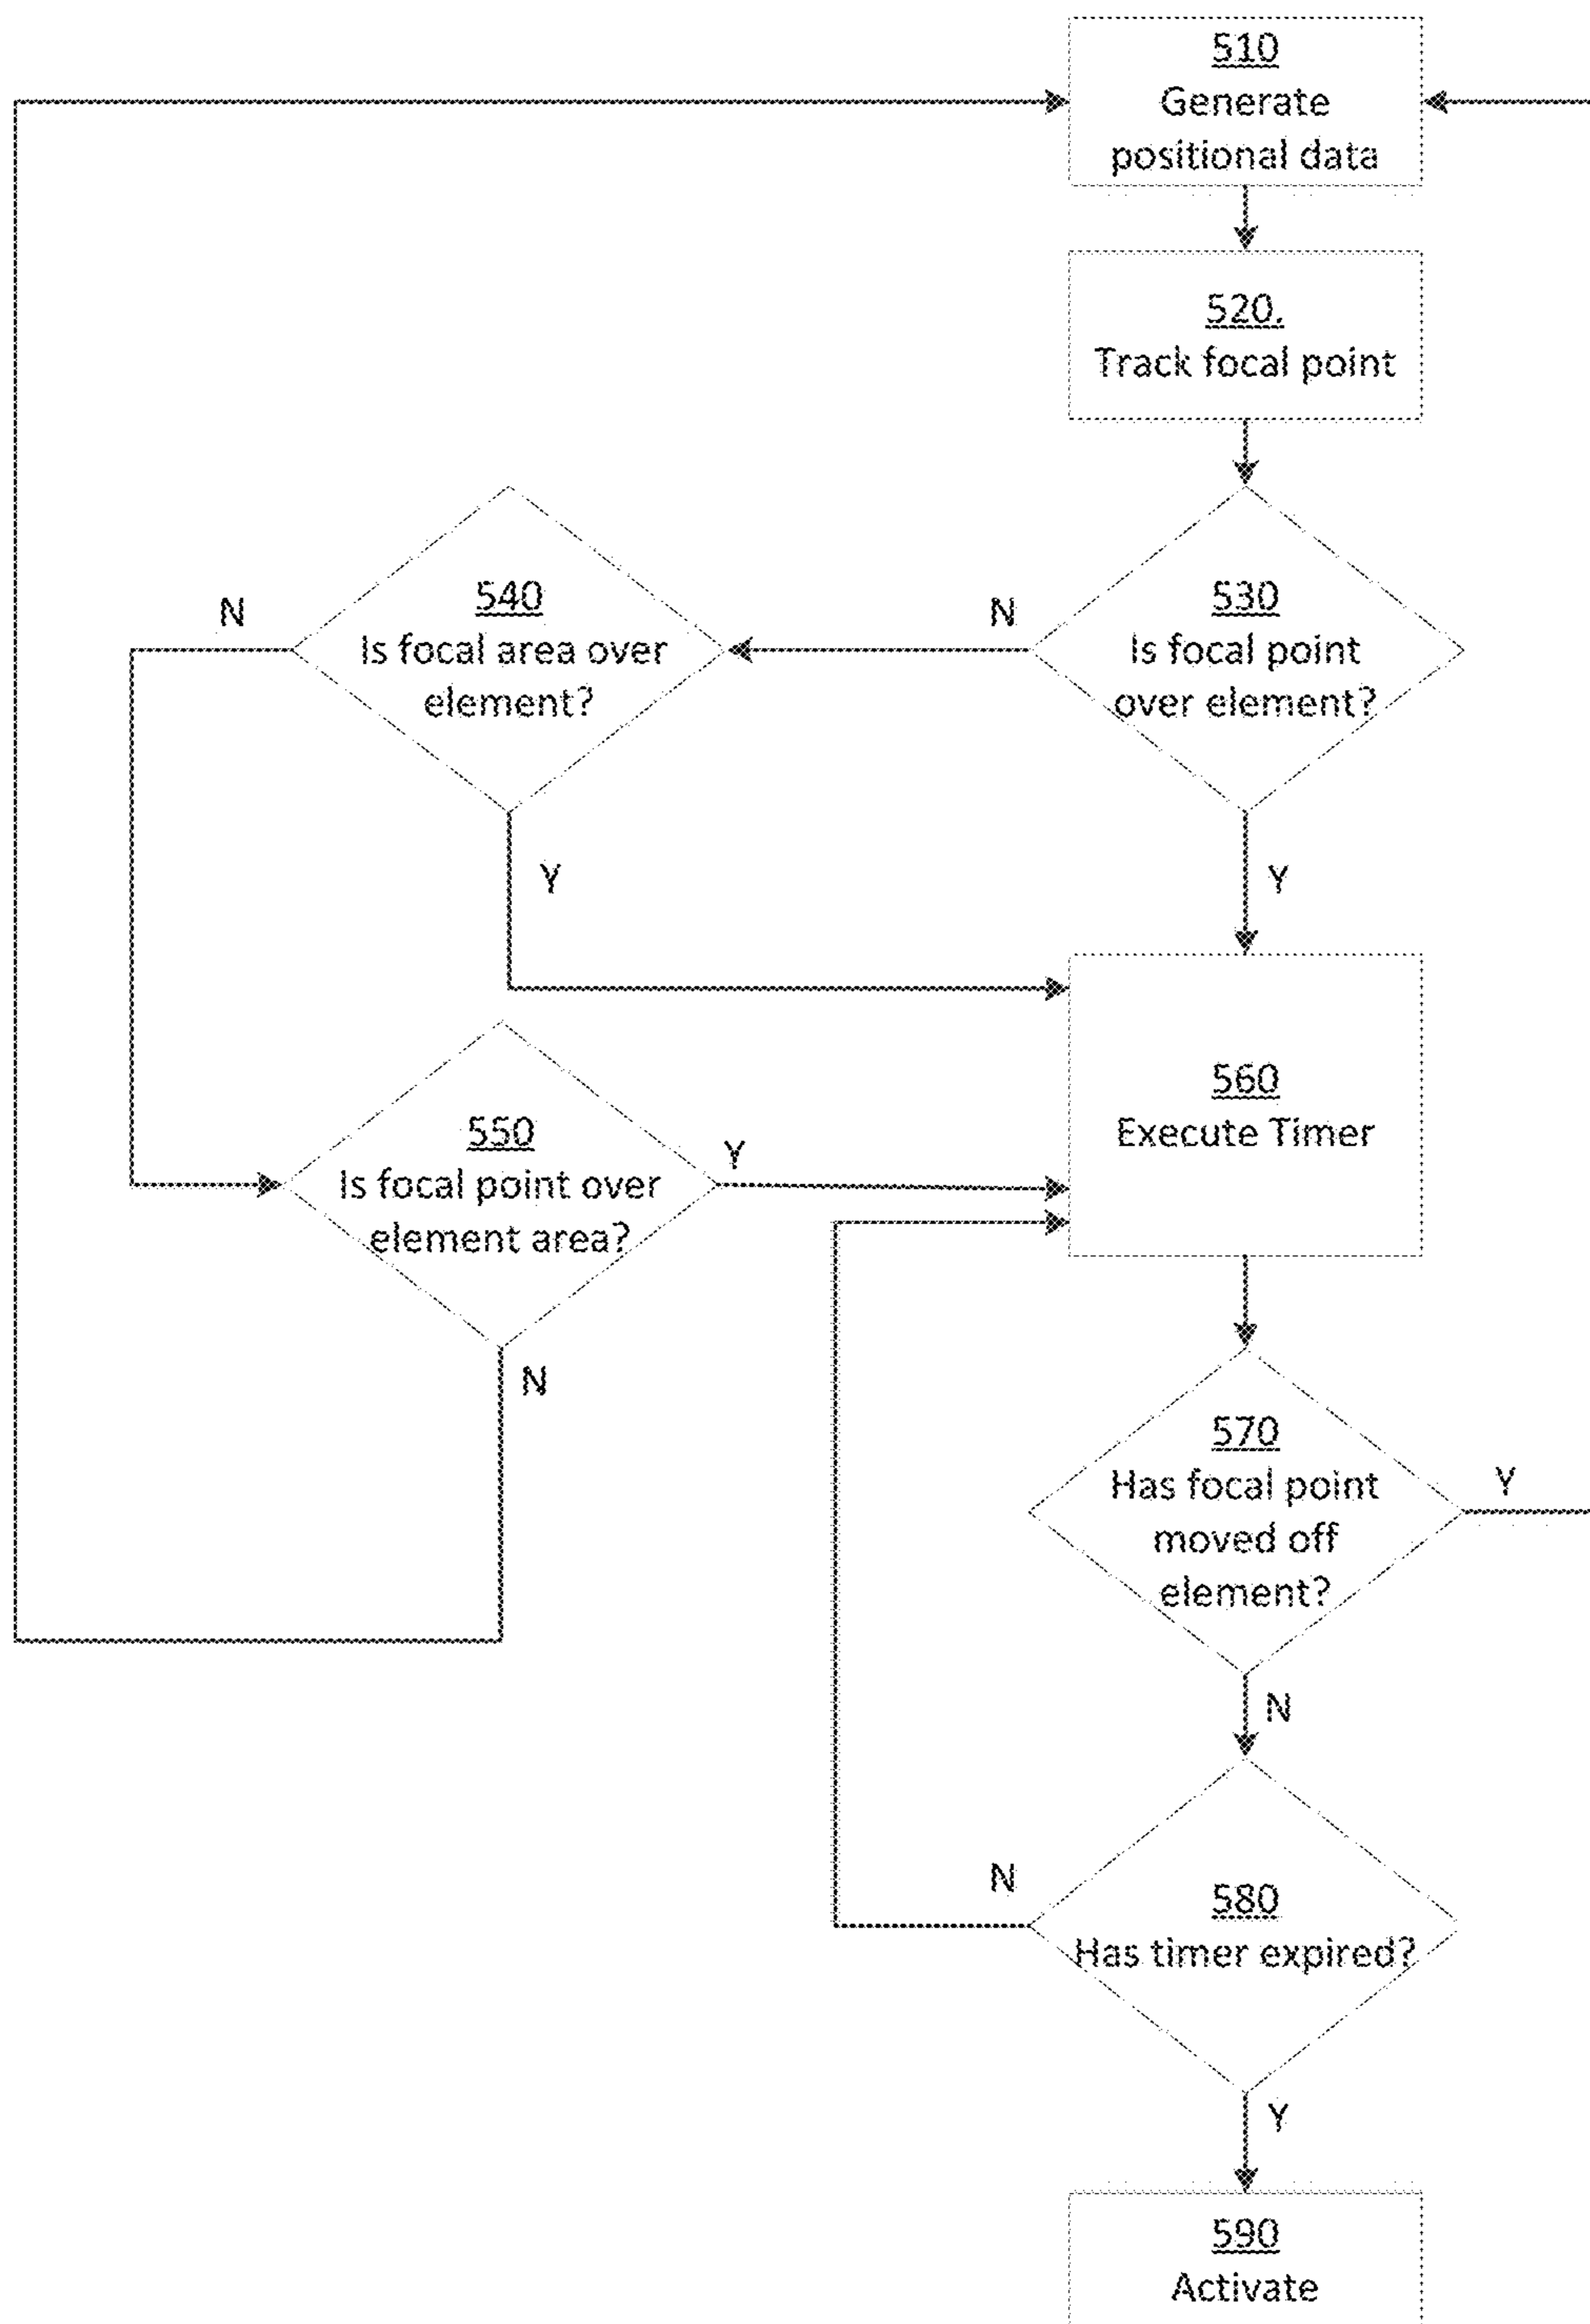 510
Generate
positional data
520.
Track focal point
N
540
Is focal area over
element?
N
530
Is focal point
over element?
Y
Y
550
Is focal point over
element area?
Y
N
560
Execute Timer
570
Has focal point
moved off
element?
Y
N
N
580
Has timer expired?
Y
590
Activate